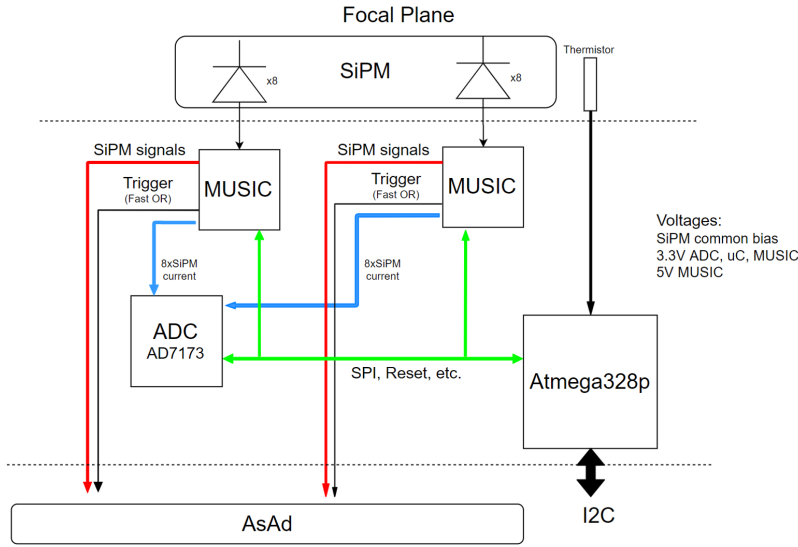 Focal Plane
SiPM
x8
x8
Thermistor
SiPM signals
SiPM signals
Trigger
(Fast OR)
Trigger
(Fast OR)
MUSIC
MUSIC
8xSiPM
current
8xSiPM
current
Voltages:
SiPM common bias
3.3V ADC, uC, MUSIC
5V MUSIC
ADC
AD7173
SPI, Reset, etc.
Atmega328p
I2C
AsAd